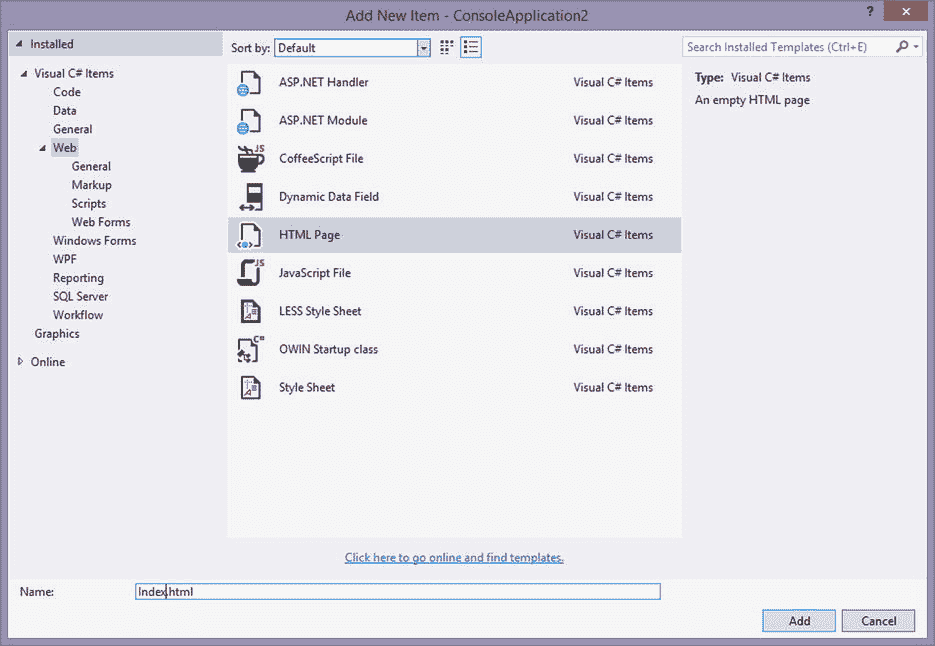 Add New Item - ConsoleApplication2
?
Installed
Sort by: Default
Search Installed Templates (Ctrl+E)
Visual C# Items
Code
Data
General
Web
General
Markup
Scripts
Web Forms
Windows Forms
WPF
Reporting
SQL Server
Workflow
Graphics
Online
ASP.NET Handler Visual C# Items
ASP.NET Module Visual C# Items
JS
CoffeeScript File Visual C# Items
Dynamic Data Field Visual C# Items
HTML Page Visual C# Items
JS
JavaScript File Visual C# Items
A
LESS Style Sheet Visual C# Items
C#
OWIN Startup class Visual C# Items
A
Style Sheet Visual C# Items
Type: Visual C# Items
An empty HTML page
Click here to go online and find templates.
Name: Index.html
Add Cancel